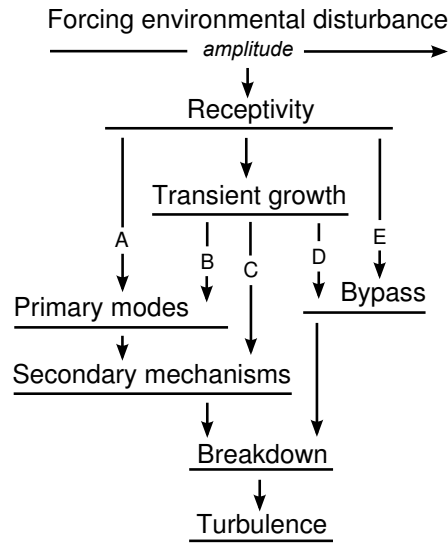 Forcing environmental disturbance
amplitude
Receptivity
Transient growth
A
B
C
D
E
Primary modes
Bypass
Secondary mechanisms
Breakdown
Turbulence